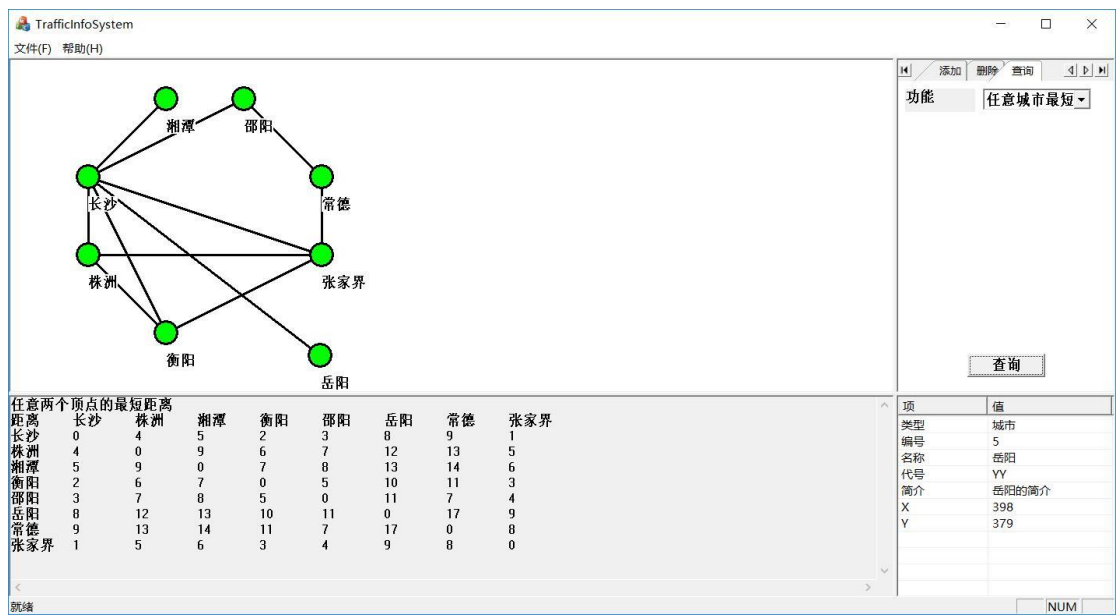 TrafficInfoSystem
文件(F) 帮助(H)
湘潭
邵阳
长沙
常德
株洲
张家界
衡阳
岳阳
添加 删除 查询
功能 任意城市最短
查询
任意两个顶点的最短距离
距离 长沙 株洲 湘潭 衡阳 邵阳 岳阳 常德 张家界
长沙 0 4 5 2 3 8 9 1
株洲 4 0 9 6 7 12 13 5
湘潭 5 9 0 7 8 13 14 6
衡阳 2 6 7 0 5 10 11 3
邵阳 3 7 8 5 0 11 7 4
岳阳 8 12 13 10 11 0 17 9
常德 9 13 14 11 7 17 0 8
张家界 1 5 6 3 4 9 8 0
项 值
类型 城市
编号 5
名称 岳阳
代号 YY
简介 岳阳的简介
X 398
Y 379
就绪 NUM